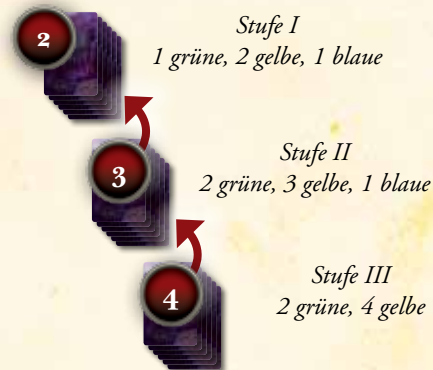 2
Stufe I
1 grüne, 2 gelbe, 1 blaue
3
Stufe II
2 grüne, 3 gelbe, 1 blaue
4
Stufe III
2 grüne, 4 gelbe